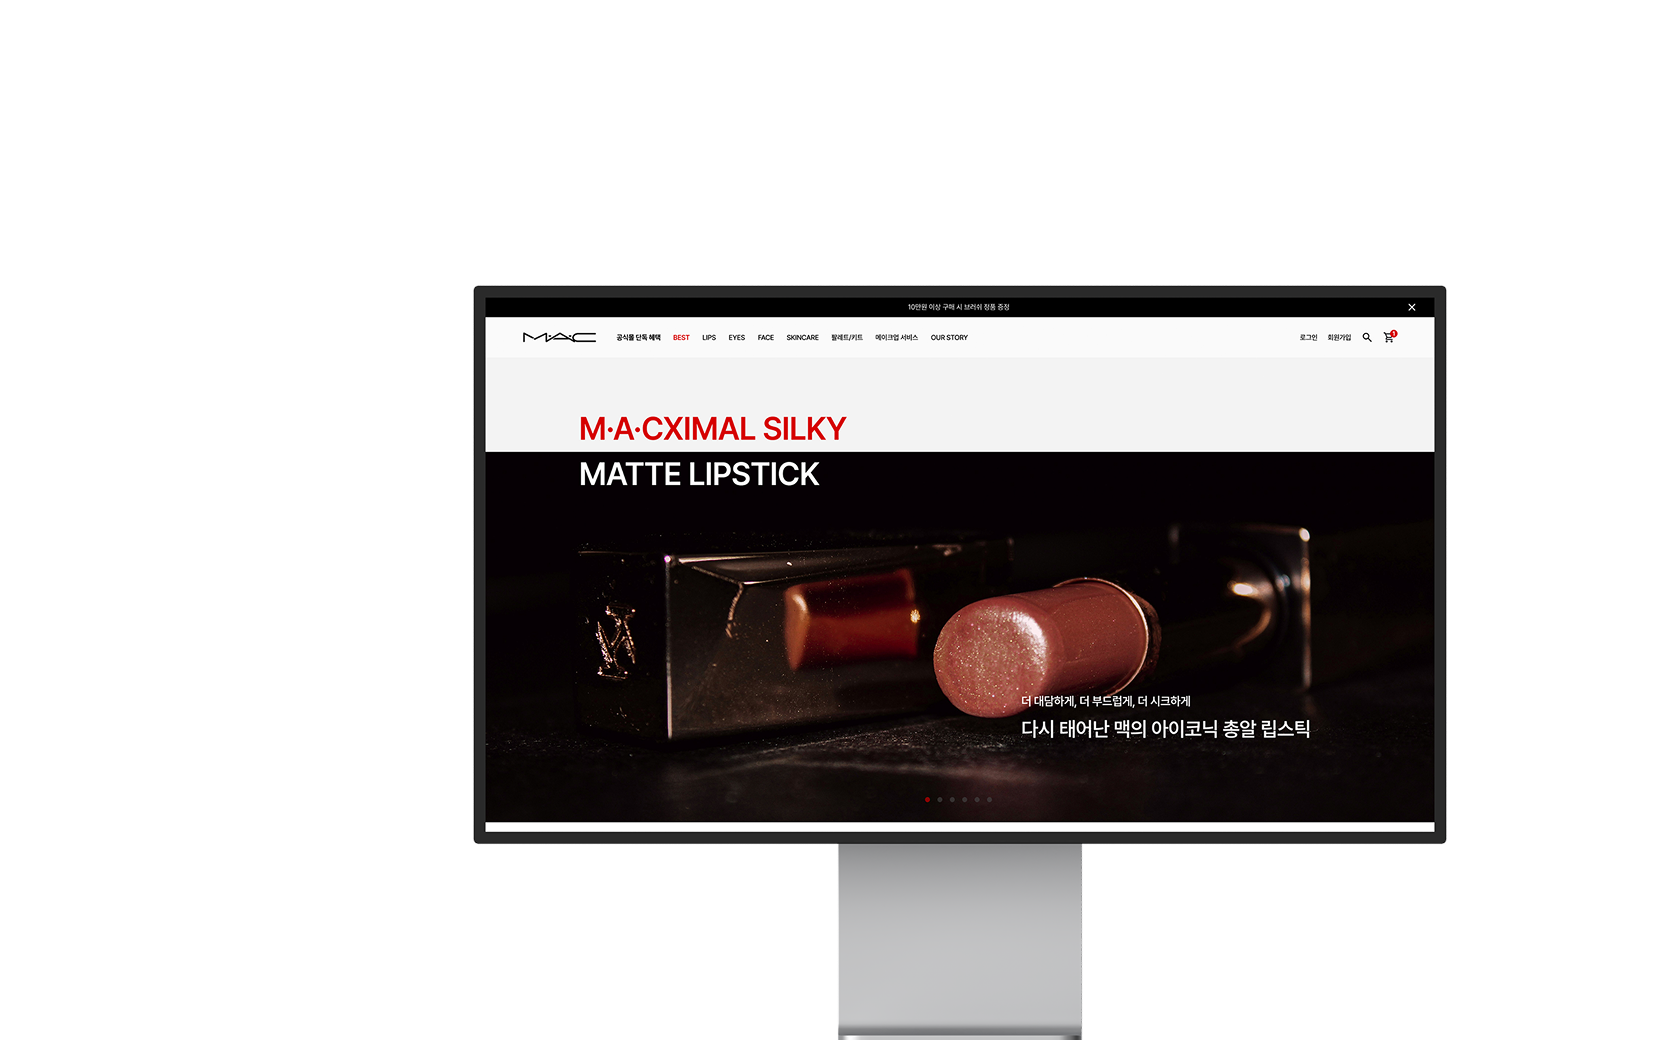 10만원 이상 구매 시 브러쉬 정품 증정
MAC 공식몰 단독 혜택 BEST LIPS EYES FACE SKINCARE 팔레트/키트 메이크업 서비스 OUR STORY 로그인 회원가입 1
M·A·CXIMAL SILKY
MATTE LIPSTICK
더 대담하게, 더 부드럽게, 더 시크하게
다시 태어난 맥의 아이코닉 총알 립스틱